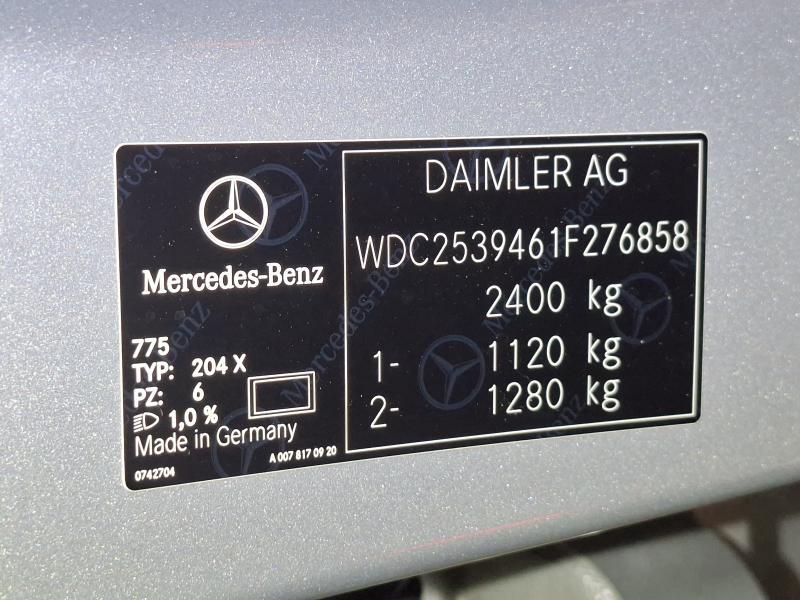 Mercedes-Benz
775
TYP: 204 X
PZ: 6
1,0 %
Made in Germany
0742704
A 007 817 09 20
DAIMLER AG
WDC2539461F276858
2400 kg
1- 1120 kg
2- 1280 kg